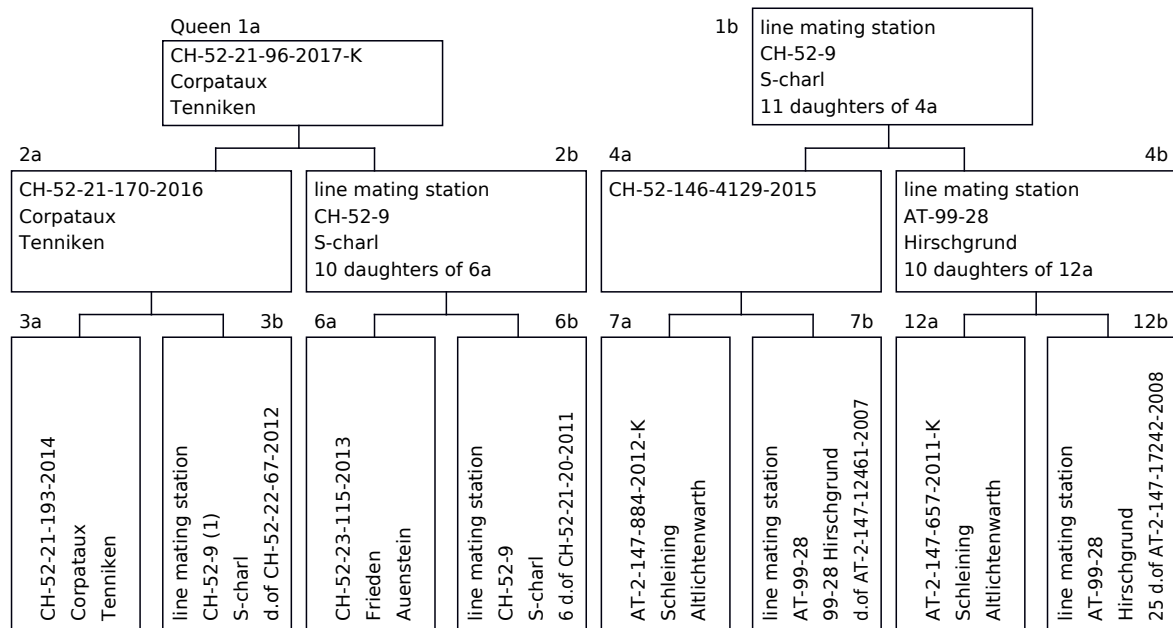 Queen 1a
CH-52-21-96-2017-K
Corpataux
Tenniken
1b
line mating station
CH-52-9
S-charl
11 daughters of 4a
2a
CH-52-21-170-2016
Corpataux
Tenniken
2b
line mating station
CH-52-9
S-charl
10 daughters of 6a
4a
CH-52-146-4129-2015
4b
line mating station
AT-99-28
Hirschgrund
10 daughters of 12a
3a
CH-52-21-193-2014
Corpataux
Tenniken
3b
line mating station
CH-52-9 (1)
S-charl
d.of CH-52-22-67-2012
6a
CH-52-23-115-2013
Frieden
Auenstein
6b
line mating station
CH-52-9
S-charl
6 d.of CH-52-21-20-2011
7a
AT-2-147-884-2012-K
Schleining
Altlichtenwarth
7b
line mating station
AT-99-28
99-28 Hirschgrund
d.of AT-2-147-12461-2007
12a
AT-2-147-657-2011-K
Schleining
Altlichtenwarth
12b
line mating station
AT-99-28
Hirschgrund
25 d.of AT-2-147-17242-2008